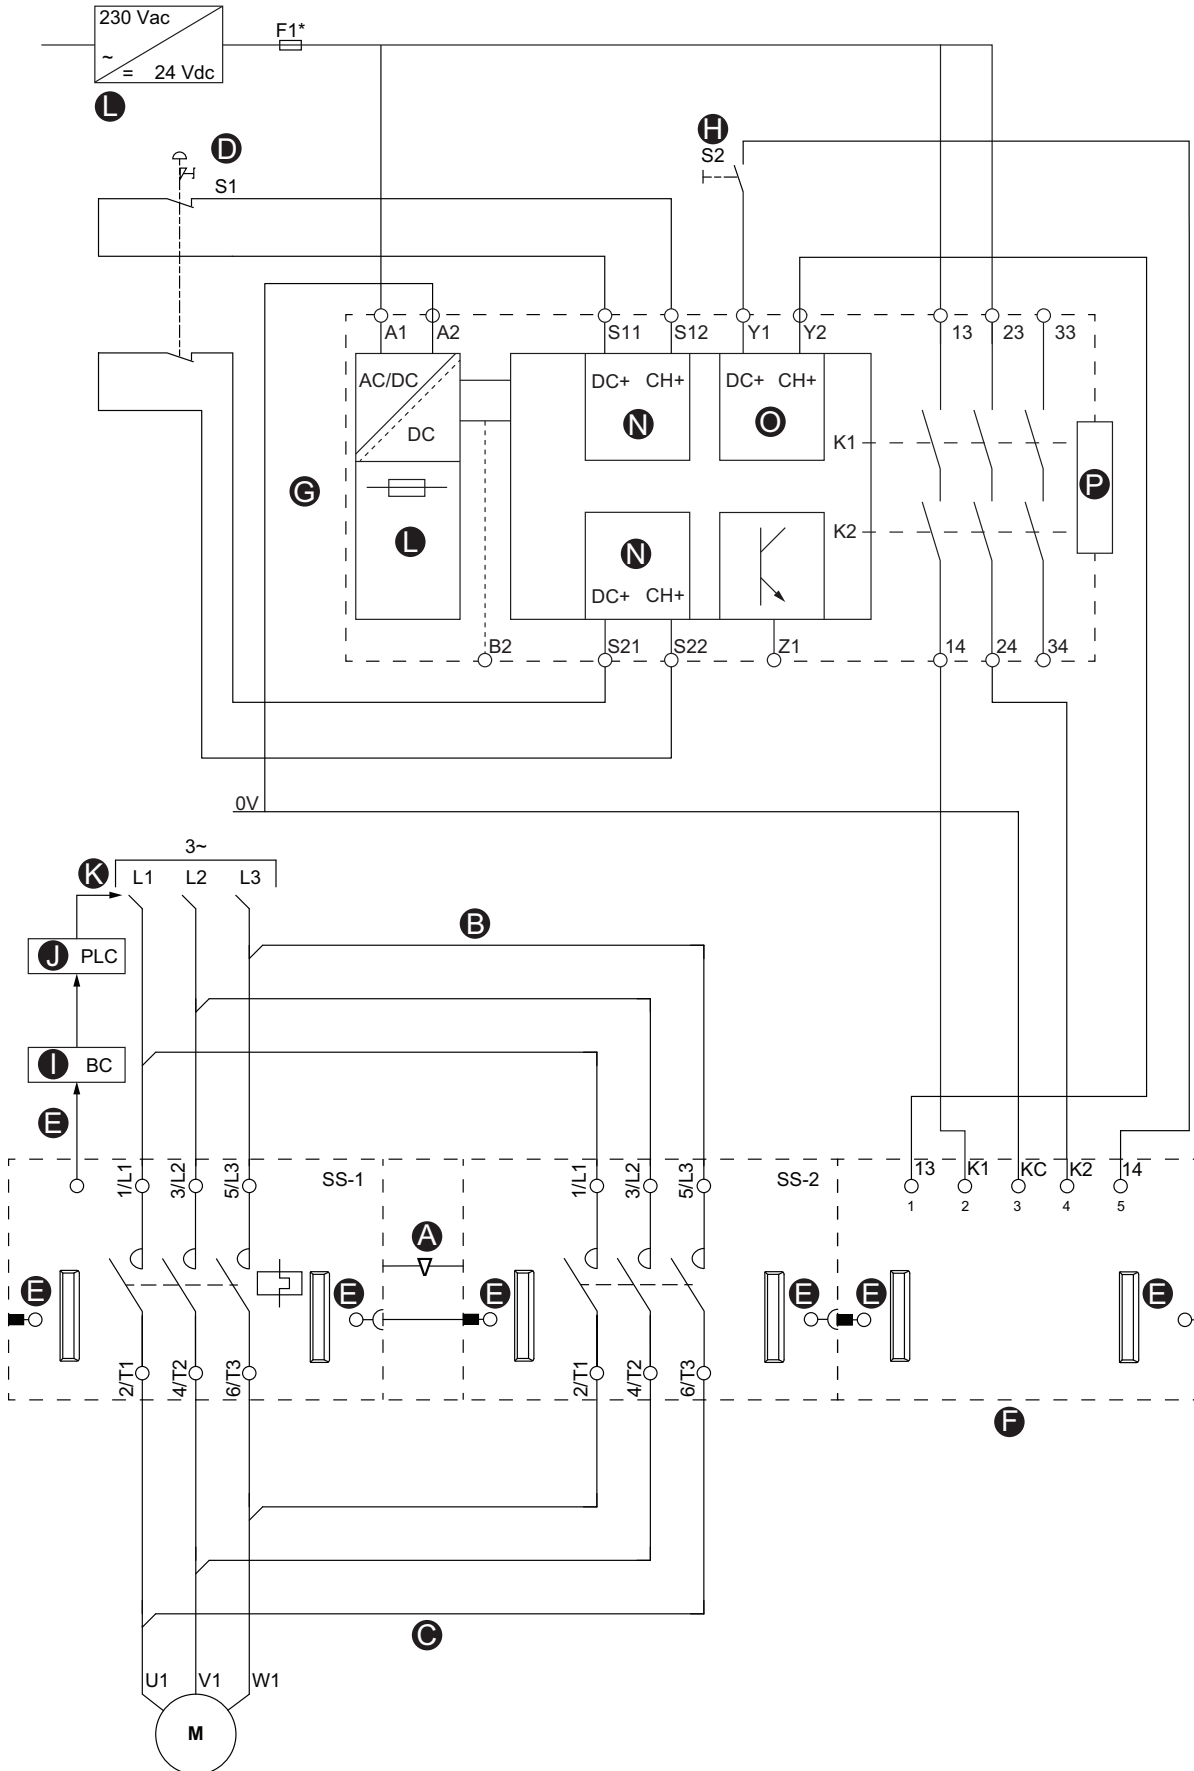 230 Vac
F1*
~
= 24 Vdc
L
D
S1
H
S2
A1 A2 S11 S12 Y1 Y2 13 23 33
AC/DC
DC
DC+ CH+
N
DC+ CH+
O
K1
G
L
N
DC+ CH+
K2
P
B2 S21 S22 Z1 14 24 34
0V
3~
K
L1 L2 L3
B
J PLC
I BC
E
1/L1 3/L2 5/L3 SS-1
1/L1 3/L2 5/L3 SS-2
13 K1 KC K2 14
1 2 3 4 5
A
E E E E E E
2/T1 4/T2 6/T3
2/T1 4/T2 6/T3
F
C
U1 V1 W1
M